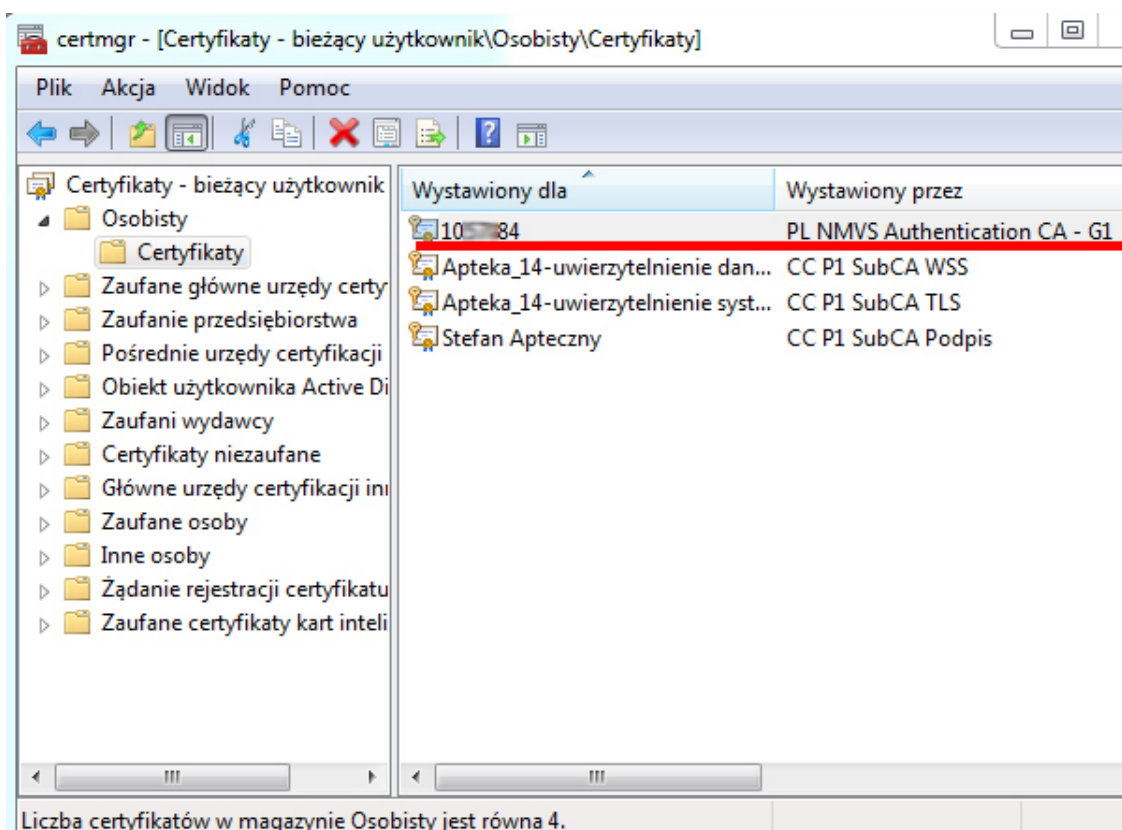 certmgr - [Certyfikaty - bieżący użytkownik\Osobisty\Certyfikaty]
Plik Akcja Widok Pomoc
Certyfikaty - bieżący użytkownik
Osobisty
Certyfikaty
Zaufane główne urzędy certy
Zaufanie przedsiębiorstwa
Pośrednie urzędy certyfikacji
Obiekt użytkownika Active Di
Zaufani wydawcy
Certyfikaty niezaufane
Główne urzędy certyfikacji inn
Zaufane osoby
Inne osoby
Żądanie rejestracji certyfikatu
Zaufane certyfikaty kart inteli
Wystawiony dla Wystawiony przez
10 84 PL NMVS Authentication CA - G1
Apteka_14-uwierzytelnienie dan... CC P1 SubCA WSS
Apteka_14-uwierzytelnienie syst... CC P1 SubCA TLS
Stefan Apteczny CC P1 SubCA Podpis
Liczba certyfikatów w magazynie Osobisty jest równa 4.